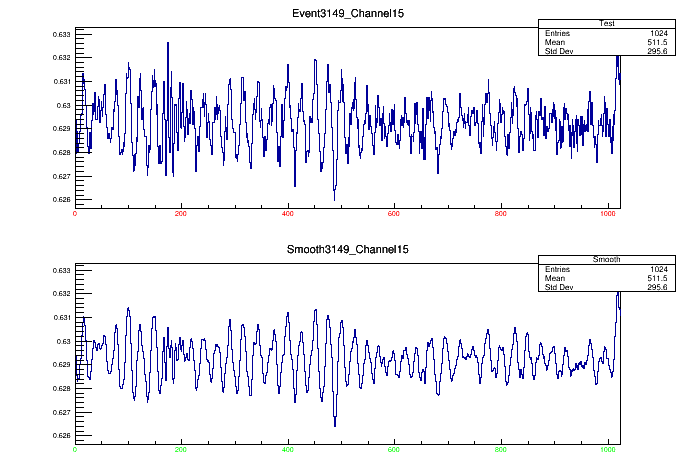 Event3149_Channel15
Test
Entries 1024
Mean 511.5
Std Dev 295.6
0.633
0.632
0.631
0.63
0.629
0.628
0.627
0.626
0 200 400 600 800 1000
Smooth3149_Channel15
Smooth
Entries 1024
Mean 511.5
Std Dev 295.6
0.633
0.632
0.631
0.63
0.629
0.628
0.627
0.626
0 200 400 600 800 1000